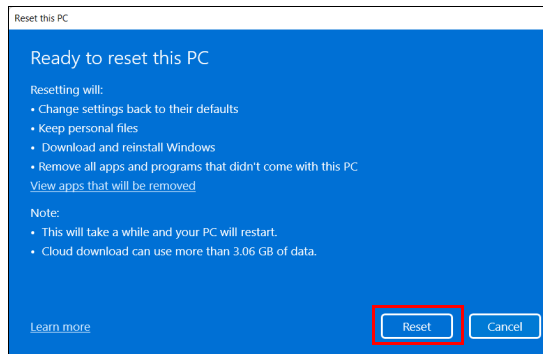 Reset this PC
Ready to reset this PC
Resetting will:
• Change settings back to their defaults
• Keep personal files
• Download and reinstall Windows
• Remove all apps and programs that didn't come with this PC
View apps that will be removed
Note:
• This will take a while and your PC will restart.
• Cloud download can use more than 3.06 GB of data.
Learn more
Reset
Cancel